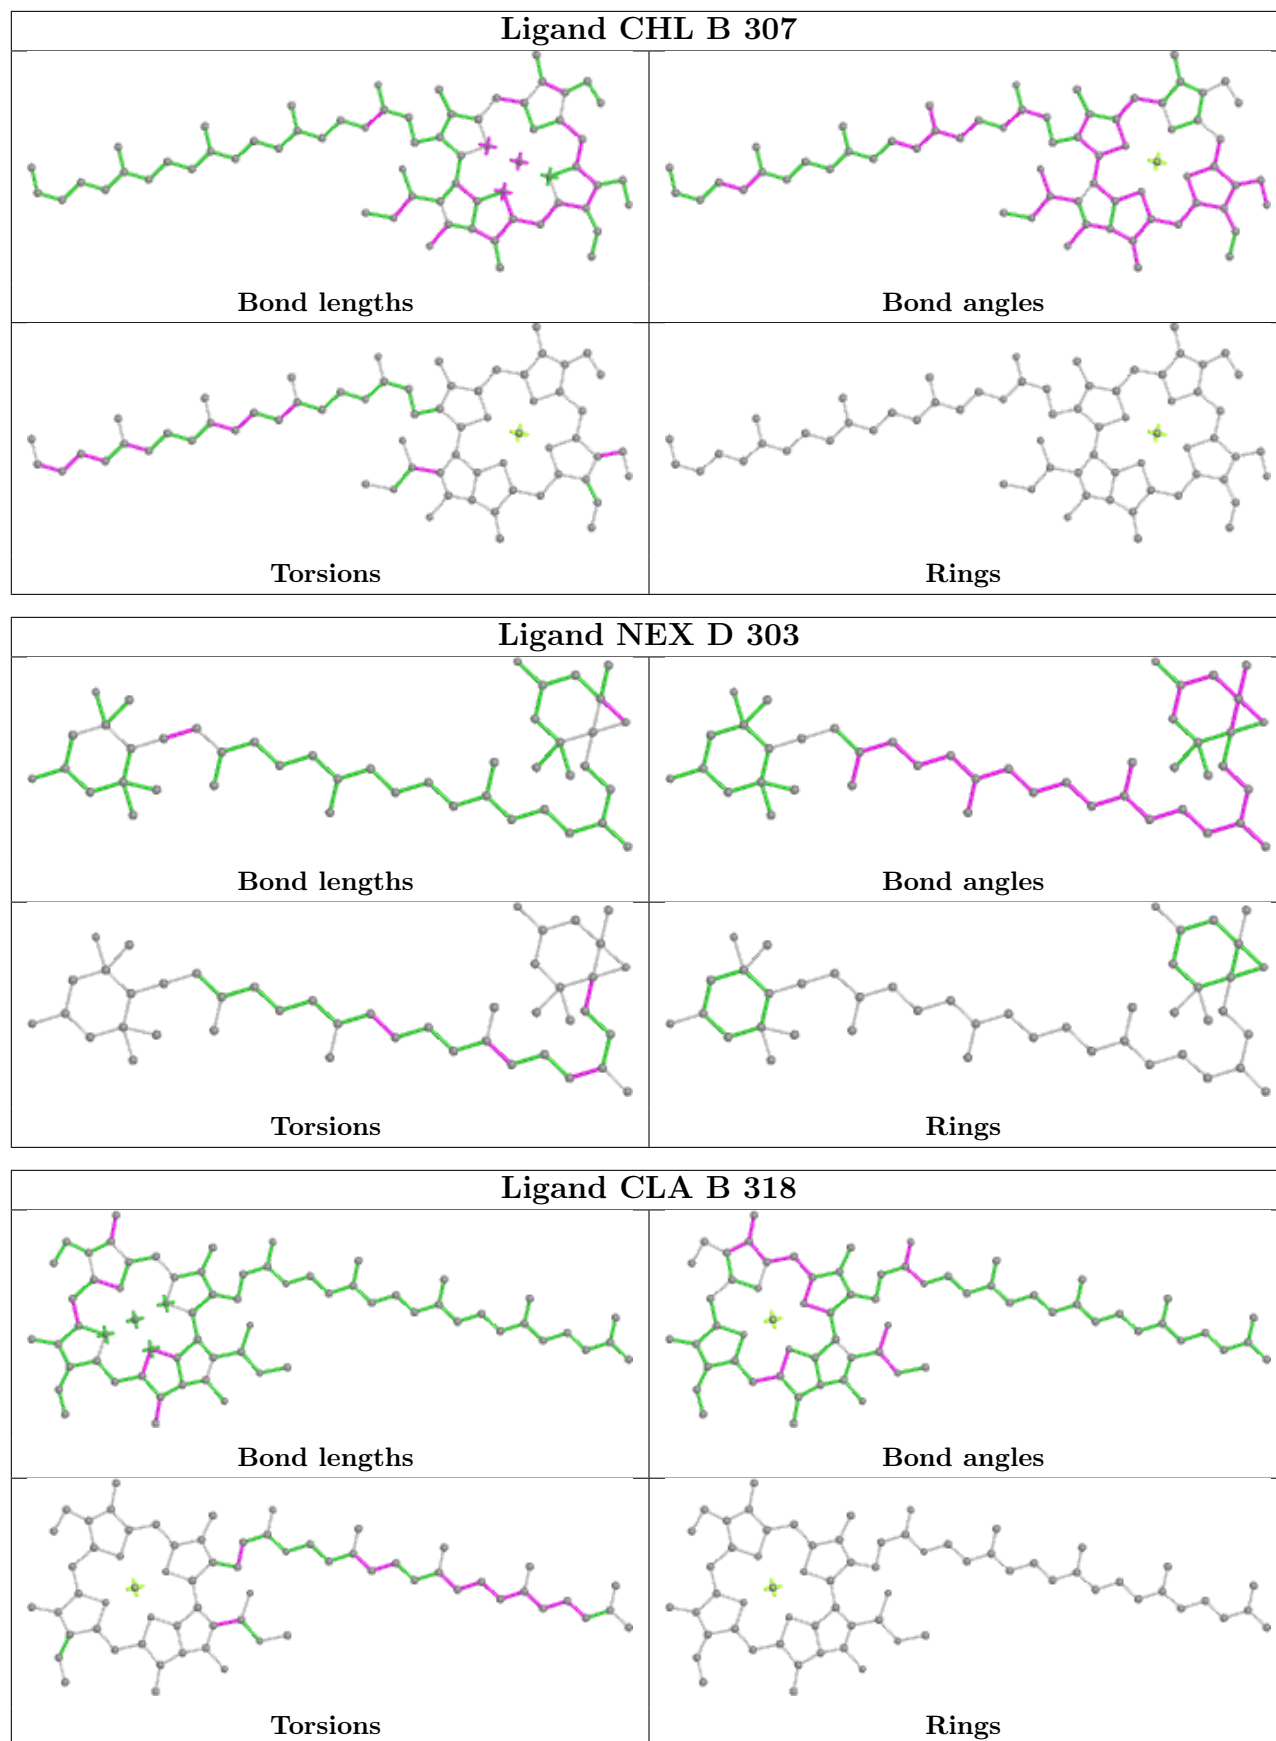 Ligand CHL B 307
Bond lengths
Bond angles
Torsions
Rings
Ligand NEX D 303
Bond lengths
Bond angles
Torsions
Rings
Ligand CLA B 318
Bond lengths
Bond angles
Torsions
Rings